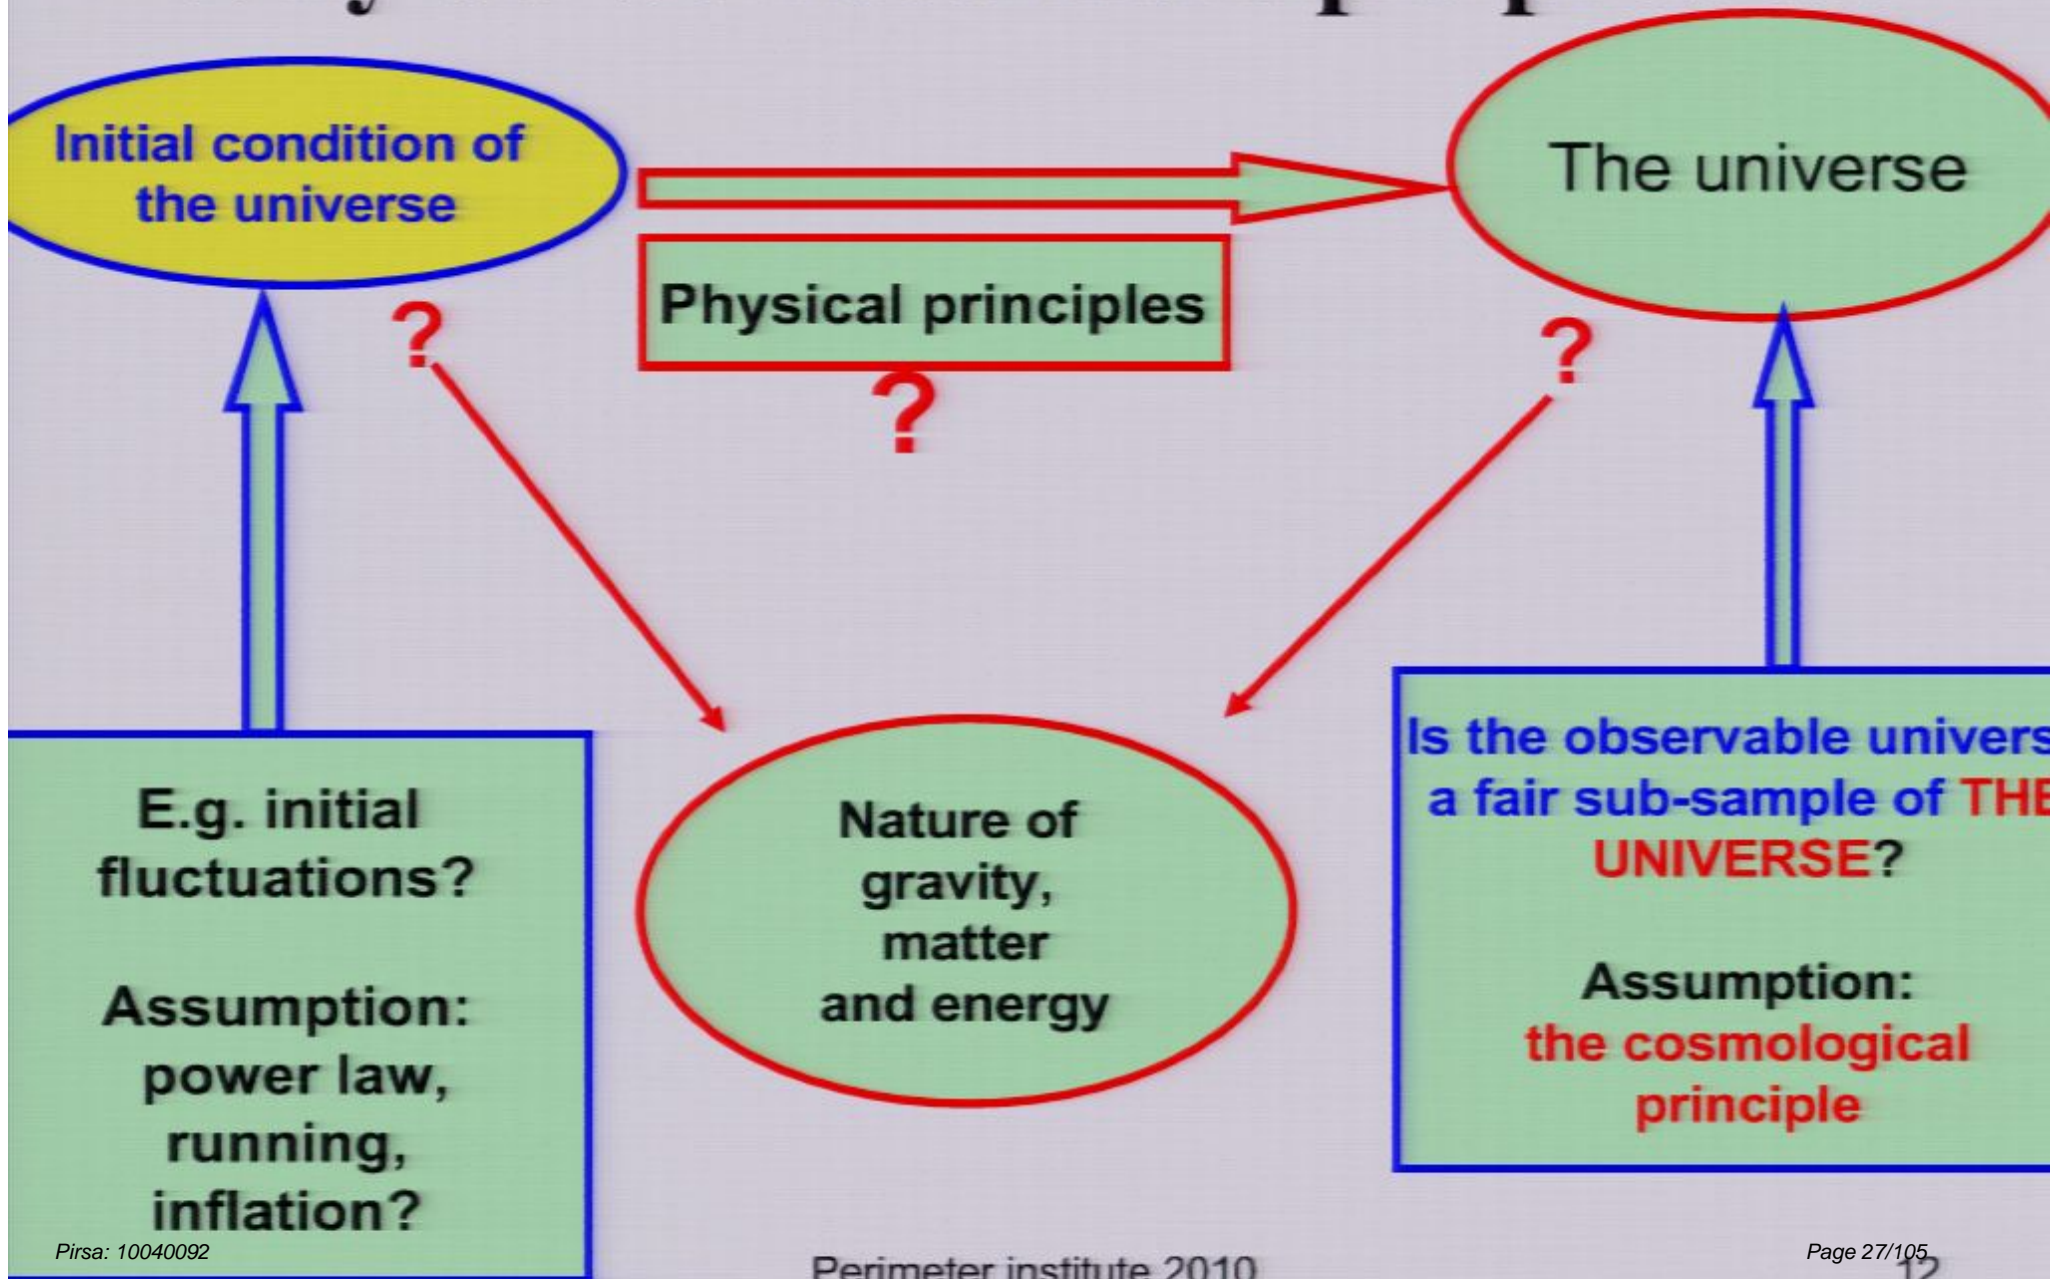 Initial condition of
the universe
The universe
Physical principles
?
?
?
E.g. initial
fluctuations?
Assumption:
power law,
running,
inflation?
Nature of
gravity,
matter
and energy
Is the observable univers
a fair sub-sample of THE
UNIVERSE?
Assumption:
the cosmological
principle
Pirsa: 10040092
Perimeter institute 2010
Page 27/105
12